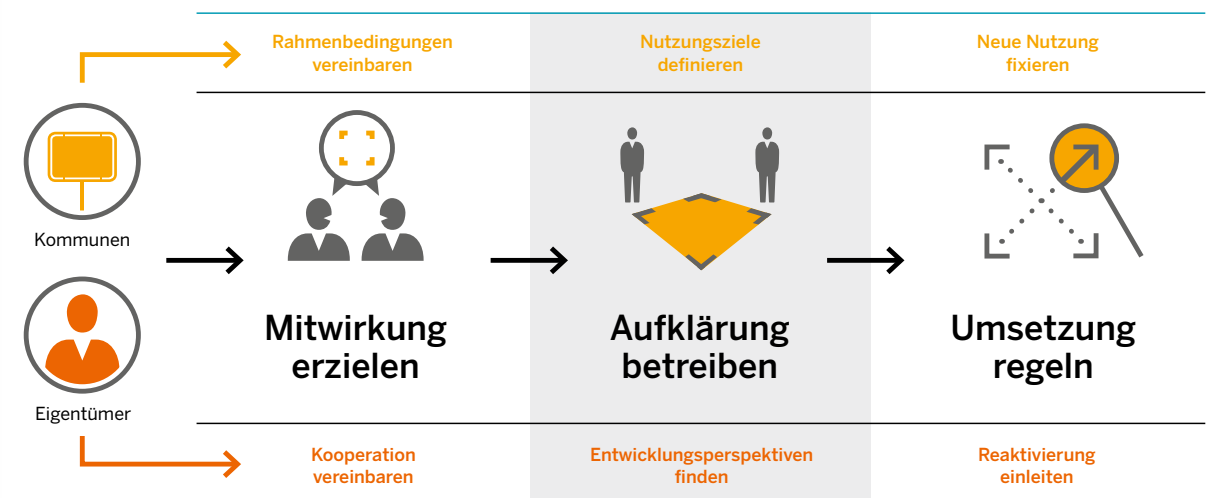 Rahmenbedingungen
vereinbaren
Nutzungsziele
definieren
Neue Nutzung
fixieren
Kommunen
Mitwirkung
erzielen
Aufklärung
betreiben
Umsetzung
regeln
Eigentümer
Kooperation
vereinbaren
Entwicklungsperspektiven
finden
Reaktivierung
einleiten